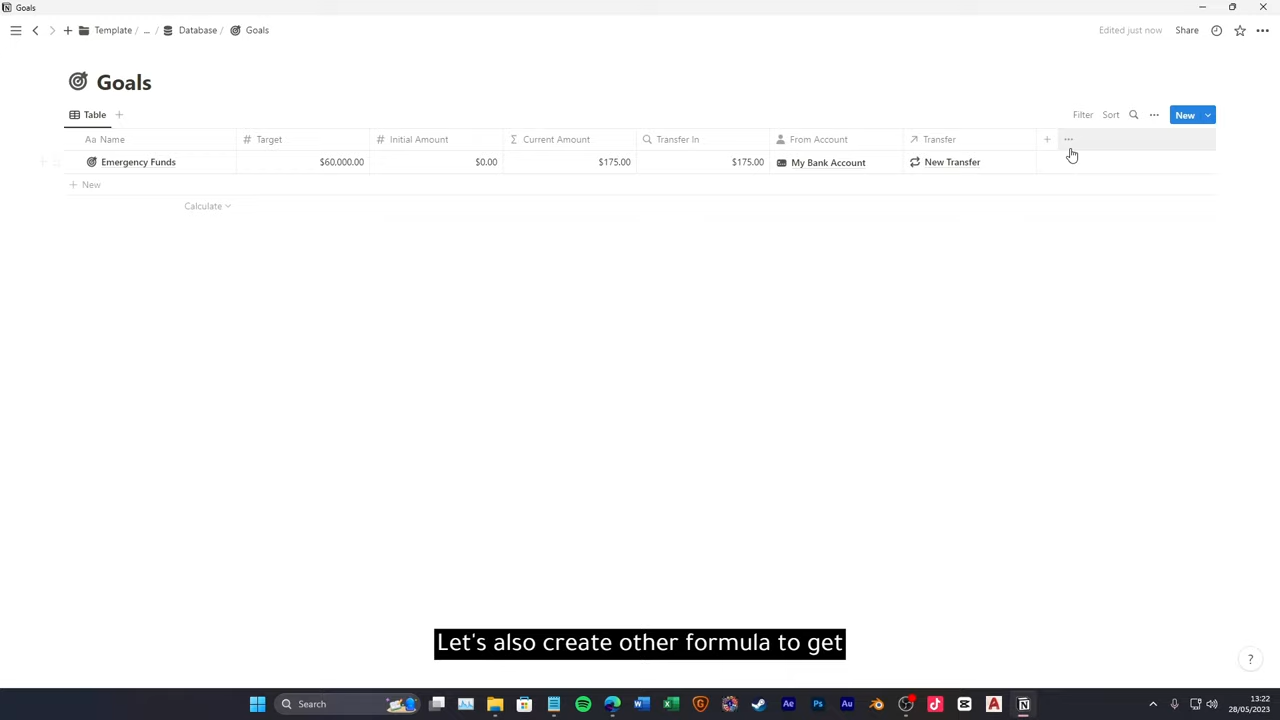 Goals
Template / ... / Database / Goals
Edited just now Share
Goals
Table
Filter Sort New
Aa Name # Target # Initial Amount Σ Current Amount Transfer In From Account Transfer
Emergency Funds $60,000.00 $0.00 $175.00 $175.00 My Bank Account New Transfer
+ New
Calculate
Let's also create other formula to get
?
Search
13:22
28/05/2023